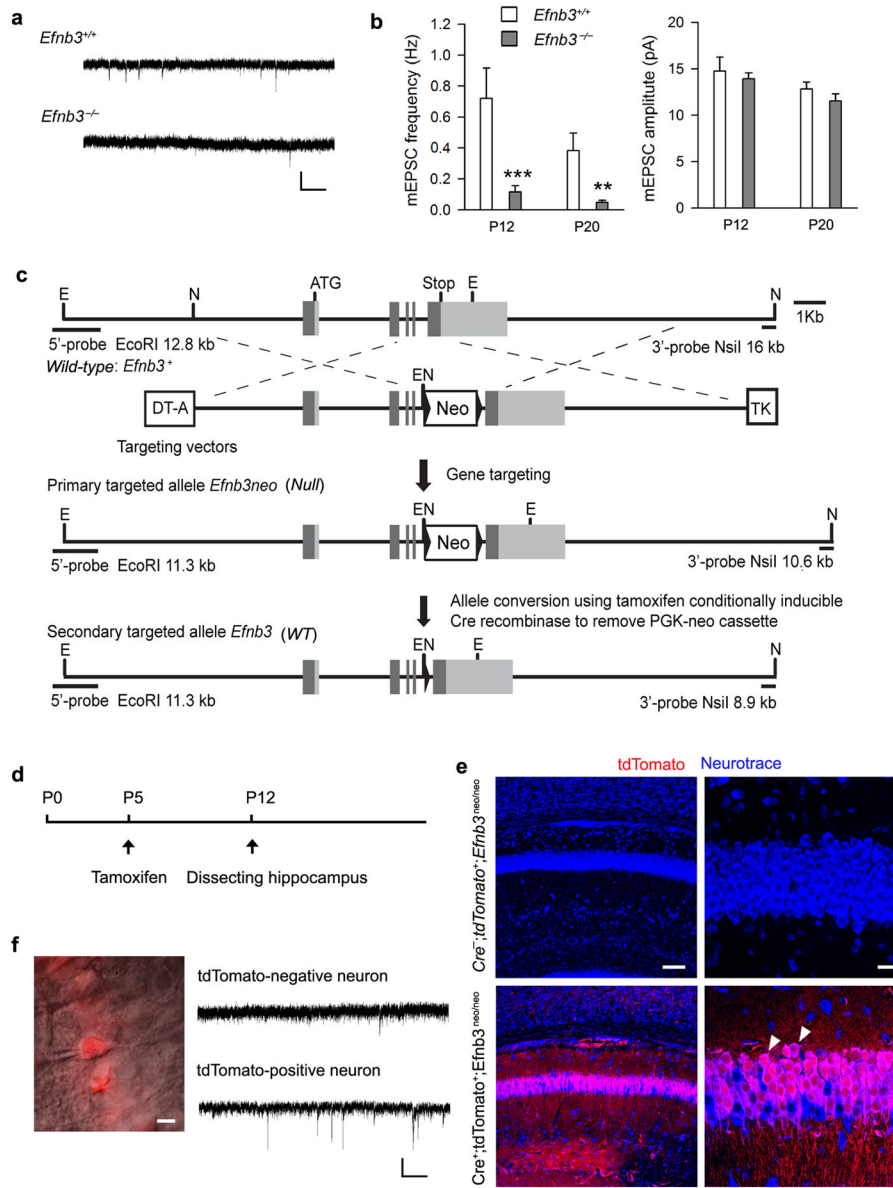 a
Efnb3+/+
Efnb3−/−
b
Efnb3+/+
Efnb3−/−
mEPSC frequency (Hz)
1.0
0.8
0.6
0.4
0.2
0.0
***
**
P12
P20
mEPSC amplitute (pA)
20
15
10
5
0
P12
P20
c
E
N
ATG
Stop
E
N
1Kb
5'-probe EcoRI 12.8 kb
3'-probe NsiI 16 kb
Wild-type: Efnb3+
EN
DT-A
Neo
TK
Targeting vectors
Gene targeting
Primary targeted allele Efnb3neo (Null)
E
EN
E
N
Neo
5'-probe EcoRI 11.3 kb
3'-probe NsiI 10.6 kb
Allele conversion using tamoxifen conditionally inducible
Cre recombinase to remove PGK-neo cassette
Secondary targeted allele Efnb3 (WT)
E
EN
E
N
5'-probe EcoRI 11.3 kb
3'-probe NsiI 8.9 kb
d
P0
P5
P12
Tamoxifen
Dissecting hippocampus
e
tdTomato
Neurotrace
Cre−;tdTomato+;Efnb3neo/neo
Cre+;tdTomato+;Efnb3neo/neo
f
tdTomato-negative neuron
tdTomato-positive neuron